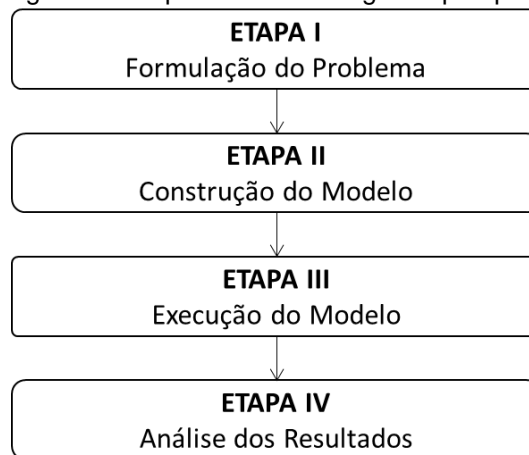 ETAPA I
Formulação do Problema
ETAPA II
Construção do Modelo
ETAPA III
Execução do Modelo
ETAPA IV
Análise dos Resultados